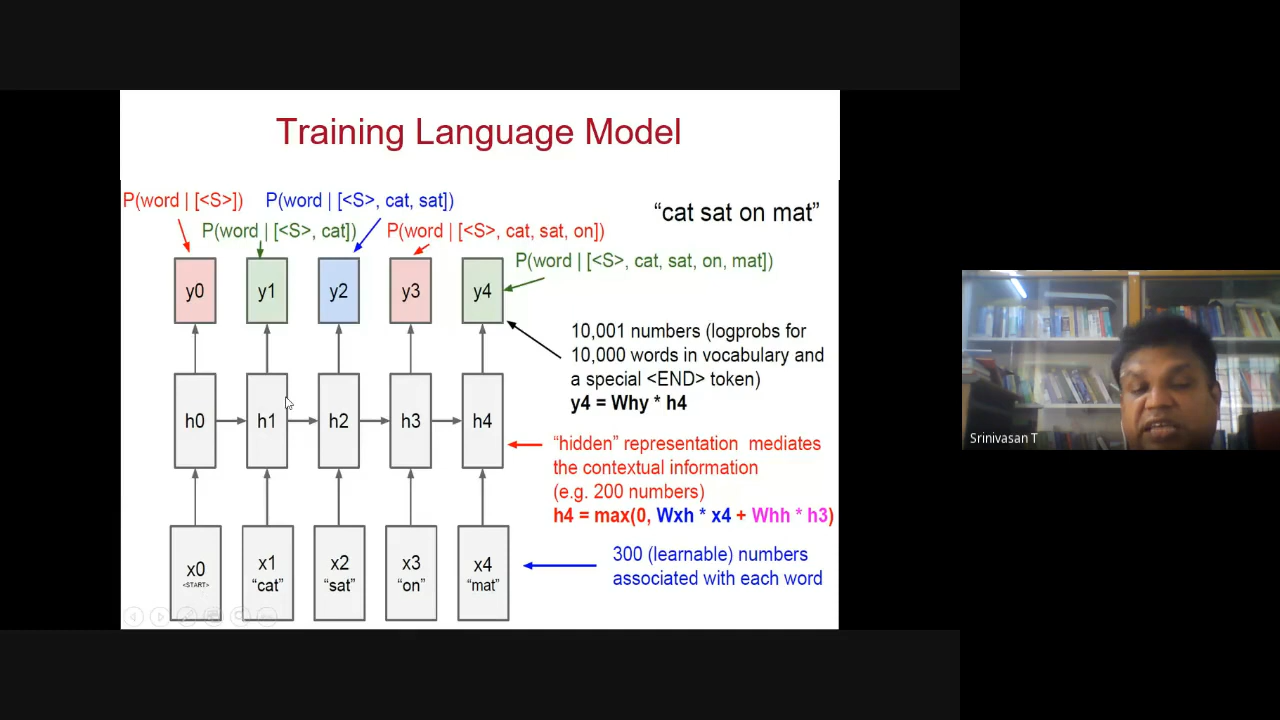 Training Language Model
P(word | [<S>])
P(word | [<S>, cat, sat])
"cat sat on mat"
P(word | [<S>, cat])
P(word | [<S>, cat, sat, on])
P(word | [<S>, cat, sat, on, mat])
y0
y1
y2
y3
y4
10,001 numbers (logprobs for
10,000 words in vocabulary and
a special <END> token)
y4 = Why * h4
h0
h1
h2
h3
h4
"hidden" representation mediates
the contextual information
(e.g. 200 numbers)
h4 = max(0, Wxh * x4 + Whh * h3)
x0
<START>
x1
"cat"
x2
"sat"
x3
"on"
x4
"mat"
300 (learnable) numbers
associated with each word
Srinivasan T